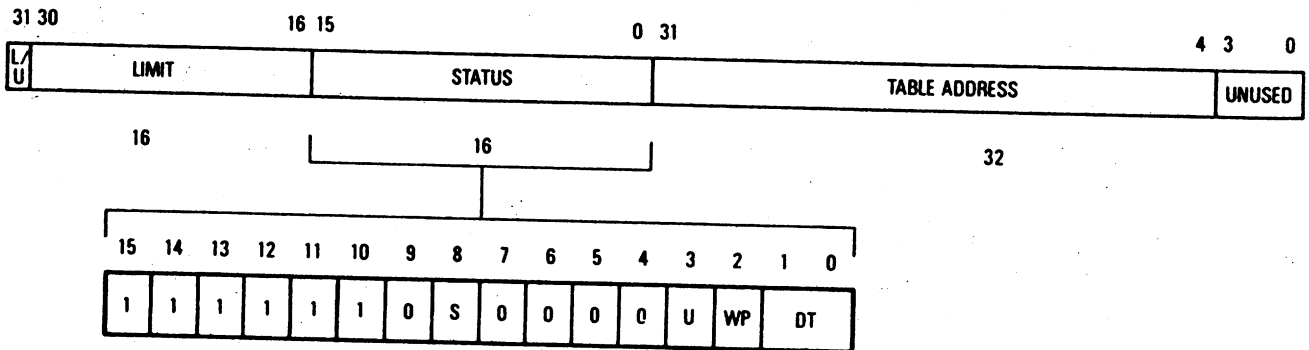 31 30 16 15 0 31 4 3 0
L/U LIMIT STATUS TABLE ADDRESS UNUSED
16 16 32
15 14 13 12 11 10 9 8 7 6 5 4 3 2 1 0
1 1 1 1 1 1 0 S 0 0 0 0 U WP DT